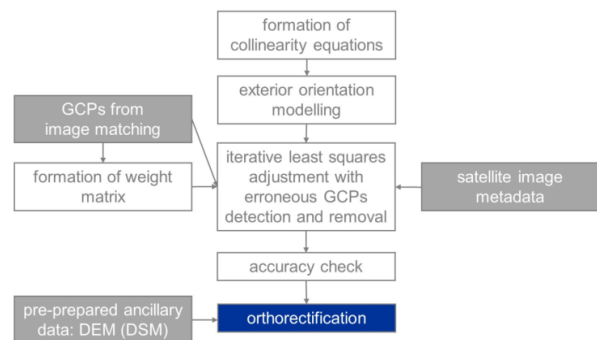 formation of
collinearity equations
exterior orientation
modelling
GCPs from
image matching
formation of weight
matrix
iterative least squares
adjustment with
erroneous GCPs
detection and removal
satellite image
metadata
accuracy check
pre-prepared ancillary
data: DEM (DSM)
orthorectification